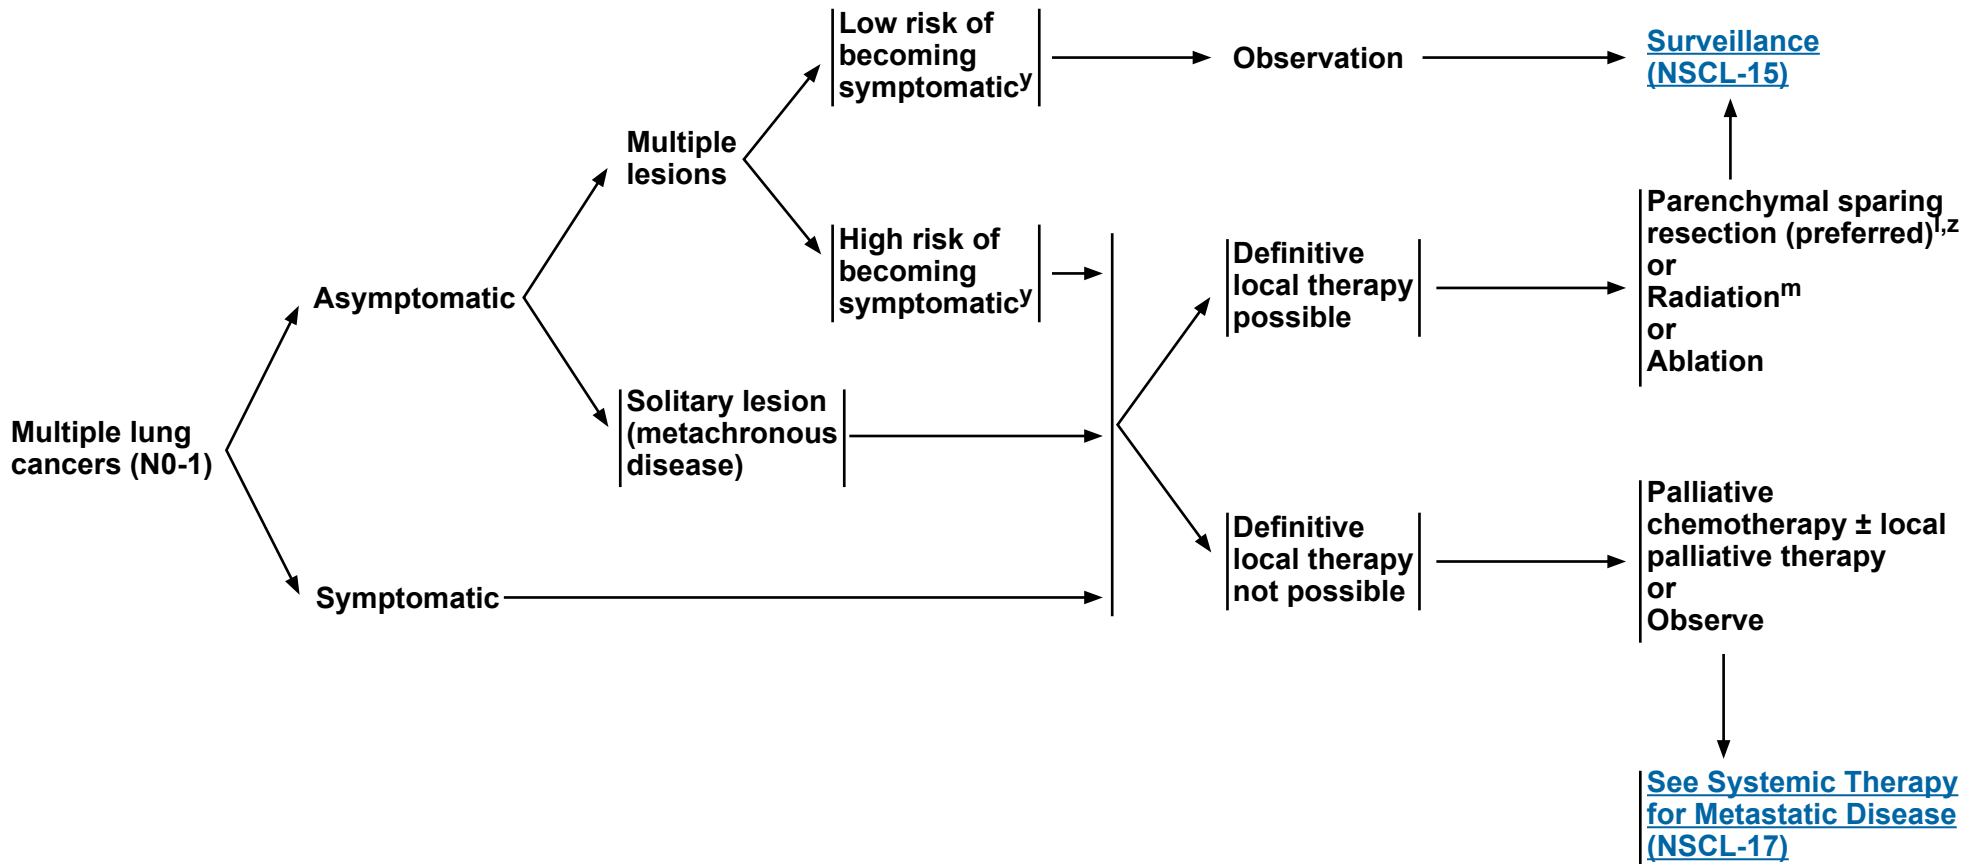 Multiple lung
cancers (N0-1)
Asymptomatic
Symptomatic
Multiple
lesions
Solitary lesion
(metachronous
disease)
Low risk of
becoming
symptomaticʸ
High risk of
becoming
symptomaticʸ
Observation
Definitive
local therapy
possible
Definitive
local therapy
not possible
Surveillance
(NSCL-15)
Parenchymal sparing
resection (preferred)ˡ,ᶻ
or
Radiationᵐ
or
Ablation
Palliative
chemotherapy ± local
palliative therapy
or
Observe
See Systemic Therapy
for Metastatic Disease
(NSCL-17)